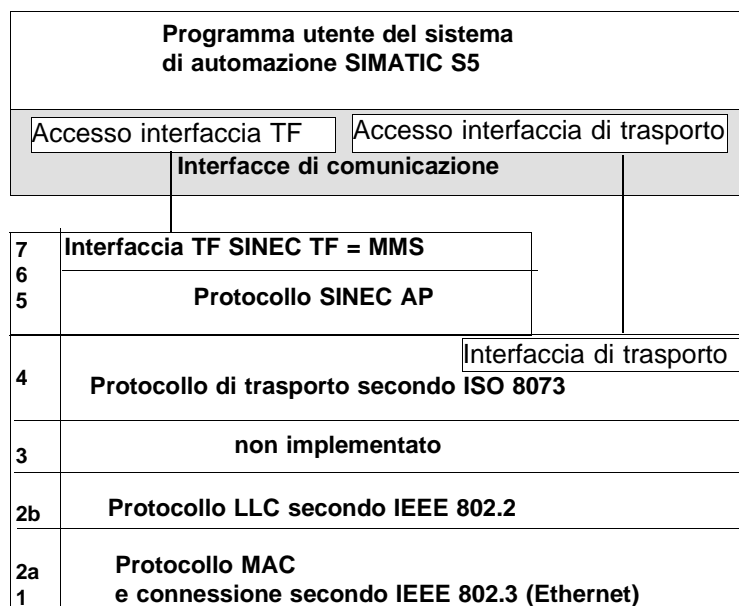 Programma utente del sistema
di automazione SIMATIC S5
Accesso interfaccia TF
Accesso interfaccia di trasporto
Interfacce di comunicazione
7 Interfaccia TF SINEC TF = MMS
6
5 Protocollo SINEC AP
Interfaccia di trasporto
4 Protocollo di trasporto secondo ISO 8073
3 non implementato
2b Protocollo LLC secondo IEEE 802.2
2a Protocollo MAC
1 e connessione secondo IEEE 802.3 (Ethernet)